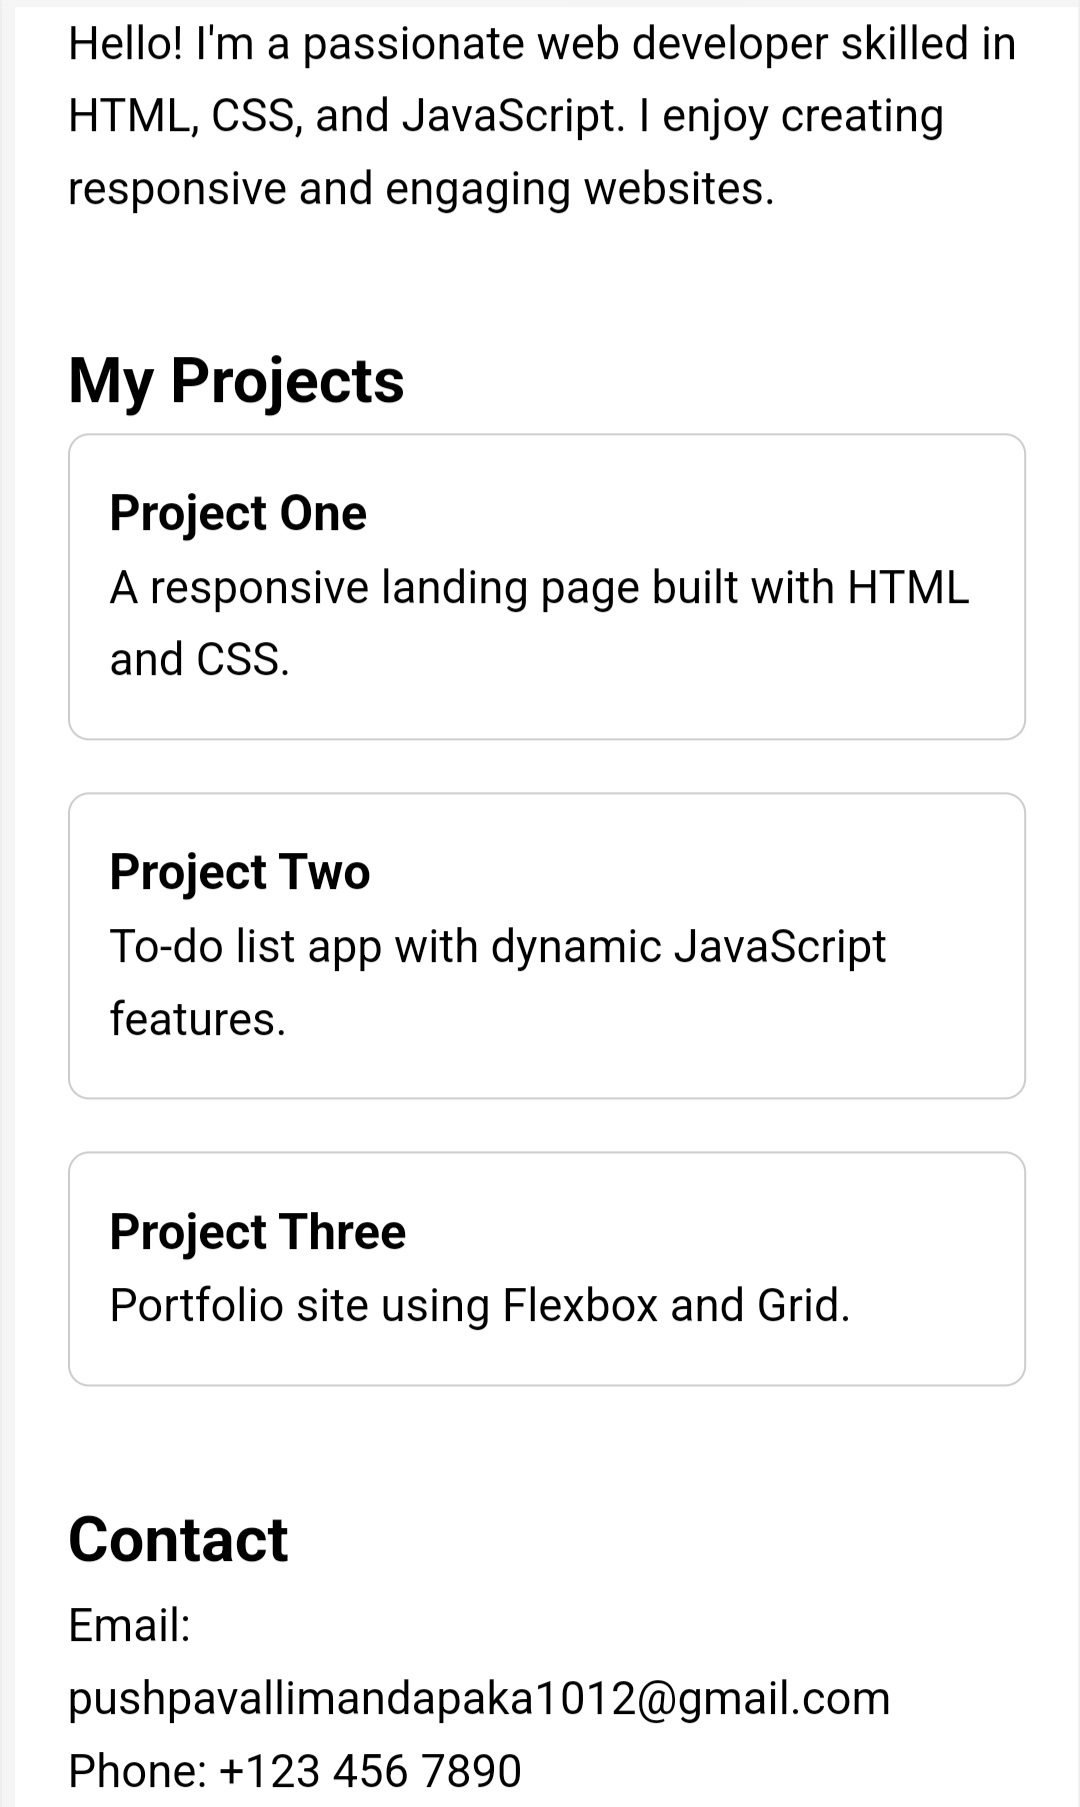 Hello! I'm a passionate web developer skilled in
HTML, CSS, and JavaScript. I enjoy creating
responsive and engaging websites.
My Projects
Project One
A responsive landing page built with HTML
and CSS.
Project Two
To-do list app with dynamic JavaScript
features.
Project Three
Portfolio site using Flexbox and Grid.
Contact
Email:
pushpavallimandapaka1012@gmail.com
Phone: +123 456 7890